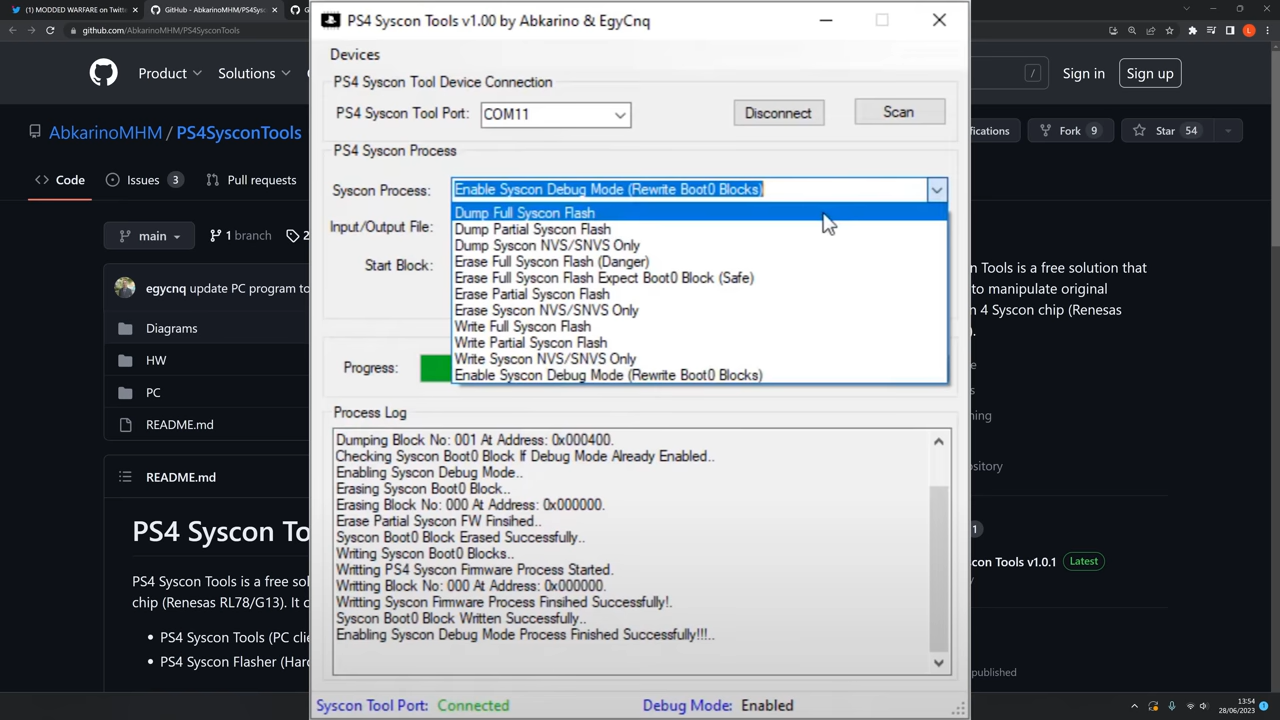 (1) MODDED WARFARE on Twitter
GitHub - AbkarinoMHM/PS4Sysc
github.com/AbkarinoMHM/PS4SysconTools
Product
Solutions
/
Sign in
Sign up
AbkarinoMHM / PS4SysconTools
Fork 9
Star 54
Code
Issues 3
Pull requests
main
1 branch
egycnq update PC program to
Diagrams
HW
PC
README.md
README.md
PS4 Syscon To
PS4 Syscon Tools is a free sol
chip (Renesas RL78/G13). It c
PS4 Syscon Tools (PC clie
PS4 Syscon Flasher (Hard
PS4 Syscon Tools v1.00 by Abkarino & EgyCnq
Devices
PS4 Syscon Tool Device Connection
PS4 Syscon Tool Port: COM11
Disconnect
Scan
PS4 Syscon Process
Syscon Process: Enable Syscon Debug Mode (Rewrite Boot0 Blocks)
Input/Output File:
Start Block:
Dump Full Syscon Flash
Dump Partial Syscon Flash
Dump Syscon NVS/SNVS Only
Erase Full Syscon Flash (Danger)
Erase Full Syscon Flash Expect Boot0 Block (Safe)
Erase Partial Syscon Flash
Erase Syscon NVS/SNVS Only
Write Full Syscon Flash
Write Partial Syscon Flash
Write Syscon NVS/SNVS Only
Enable Syscon Debug Mode (Rewrite Boot0 Blocks)
Progress:
Process Log
Dumping Block No: 001 At Address: 0x000400.
Checking Syscon Boot0 Block If Debug Mode Already Enabled..
Enabling Syscon Debug Mode..
Erasing Syscon Boot0 Block..
Erasing Block No: 000 At Address: 0x000000.
Erase Partial Syscon FW Finsihed..
Syscon Boot0 Block Erased Successfully..
Writing Syscon Boot0 Blocks..
Writting PS4 Syscon Firmware Process Started.
Writting Block No: 000 At Address: 0x000000.
Writting Syscon Firmware Process Finsihed Successfully!.
Syscon Boot0 Block Written Successfully..
Enabling Syscon Debug Mode Process Finished Successfully!!!..
Syscon Tool Port: Connected
Debug Mode: Enabled
fications
Tools is a free solution that
to manipulate original
n 4 Syscon chip (Renesas
ing
ository
1
scon Tools v1.0.1
Latest
published
13:54
28/06/2023